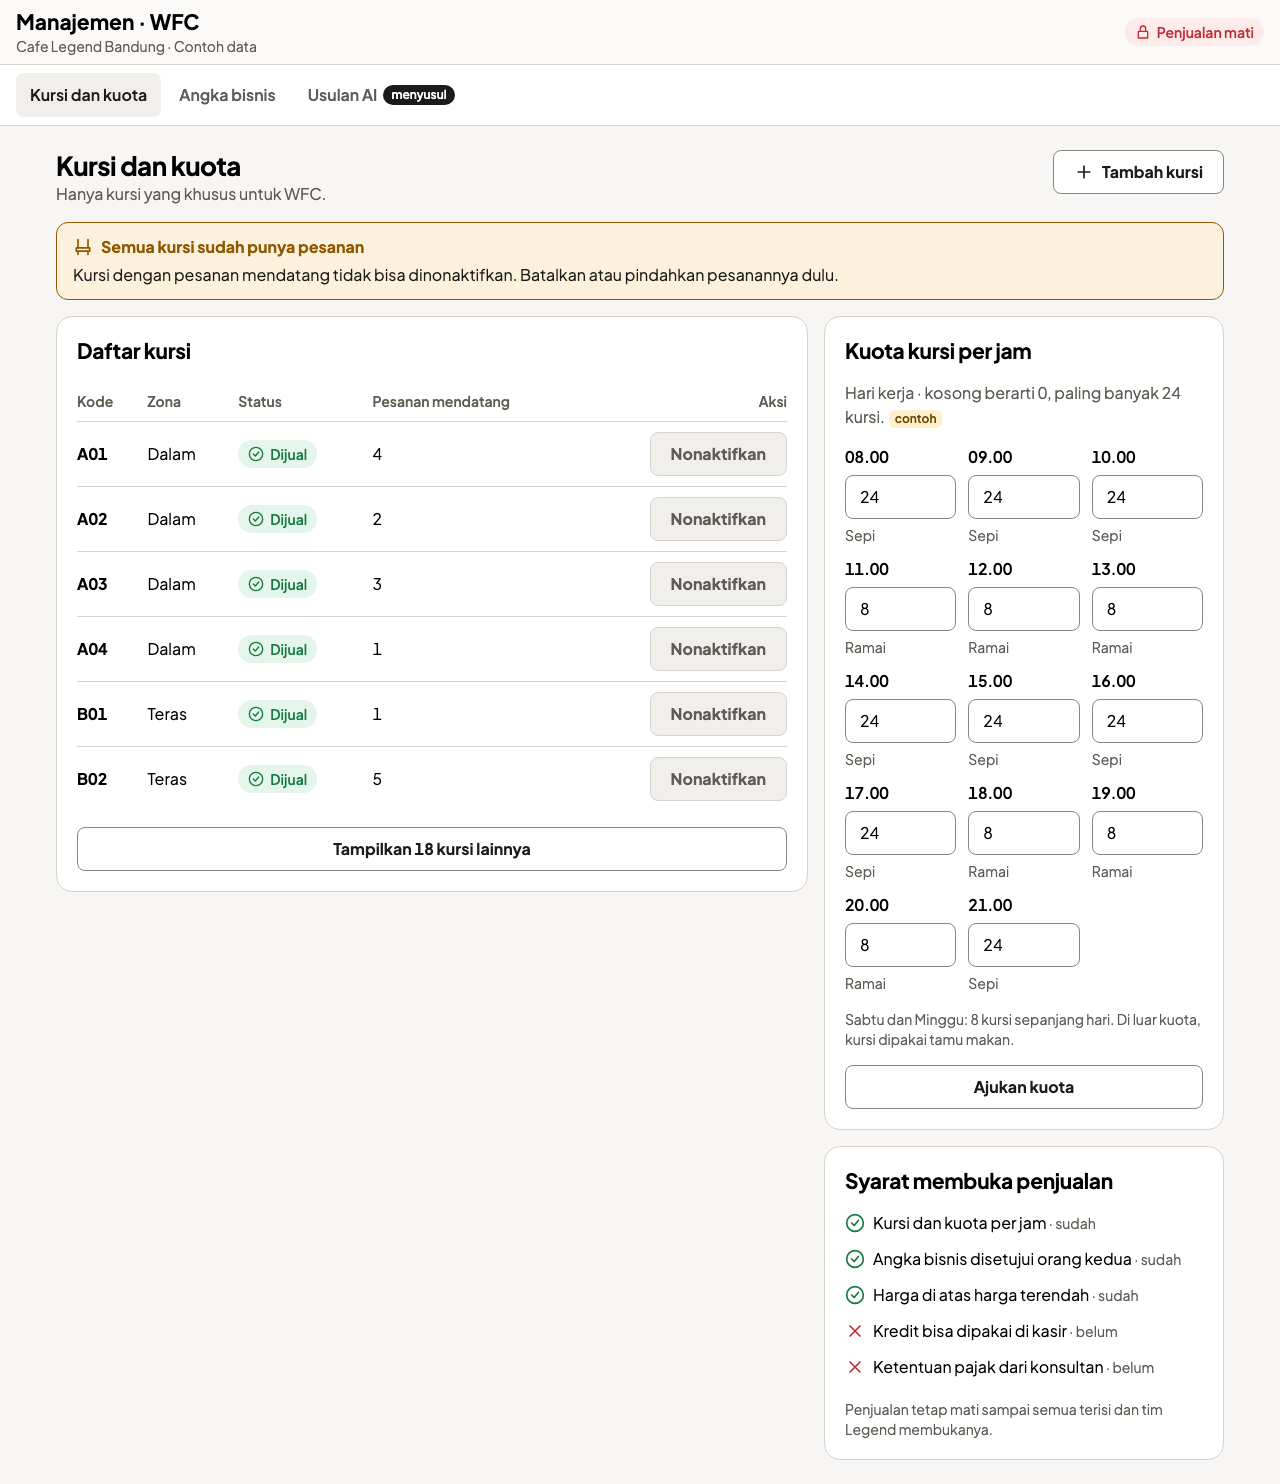 Manajemen · WFC
Cafe Legend Bandung · Contoh data
Penjualan mati
Kursi dan kuota
Angka bisnis
Usulan AI menyusul
Kursi dan kuota
Hanya kursi yang khusus untuk WFC.
Tambah kursi
Semua kursi sudah punya pesanan
Kursi dengan pesanan mendatang tidak bisa dinonaktifkan. Batalkan atau pindahkan pesanannya dulu.
Daftar kursi
Kode Zona Status Pesanan mendatang Aksi
A01 Dalam Dijual 4 Nonaktifkan
A02 Dalam Dijual 2 Nonaktifkan
A03 Dalam Dijual 3 Nonaktifkan
A04 Dalam Dijual 1 Nonaktifkan
B01 Teras Dijual 1 Nonaktifkan
B02 Teras Dijual 5 Nonaktifkan
Tampilkan 18 kursi lainnya
Kuota kursi per jam
Hari kerja · kosong berarti 0, paling banyak 24
kursi. contoh
08.00 09.00 10.00
24 24 24
Sepi Sepi Sepi
11.00 12.00 13.00
8 8 8
Ramai Ramai Ramai
14.00 15.00 16.00
24 24 24
Sepi Sepi Sepi
17.00 18.00 19.00
24 8 8
Sepi Ramai Ramai
20.00 21.00
8 24
Ramai Sepi
Sabtu dan Minggu: 8 kursi sepanjang hari. Di luar kuota,
kursi dipakai tamu makan.
Ajukan kuota
Syarat membuka penjualan
Kursi dan kuota per jam · sudah
Angka bisnis disetujui orang kedua · sudah
Harga di atas harga terendah · sudah
Kredit bisa dipakai di kasir · belum
Ketentuan pajak dari konsultan · belum
Penjualan tetap mati sampai semua terisi dan tim
Legend membukanya.